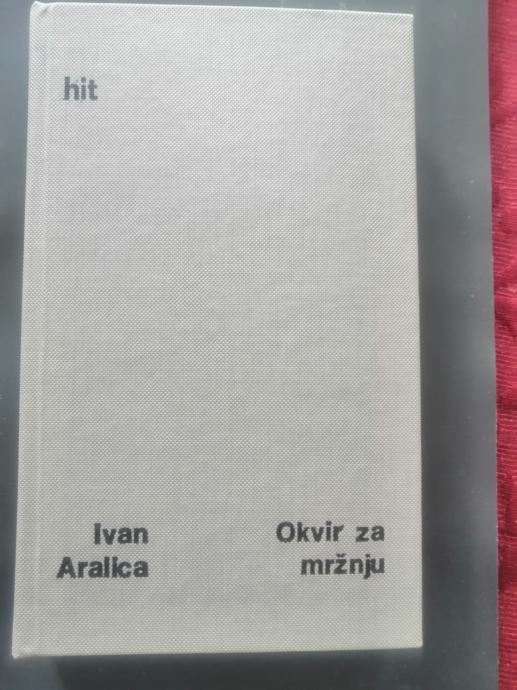 hit
Ivan
Aralica
Okvir za
mržnju